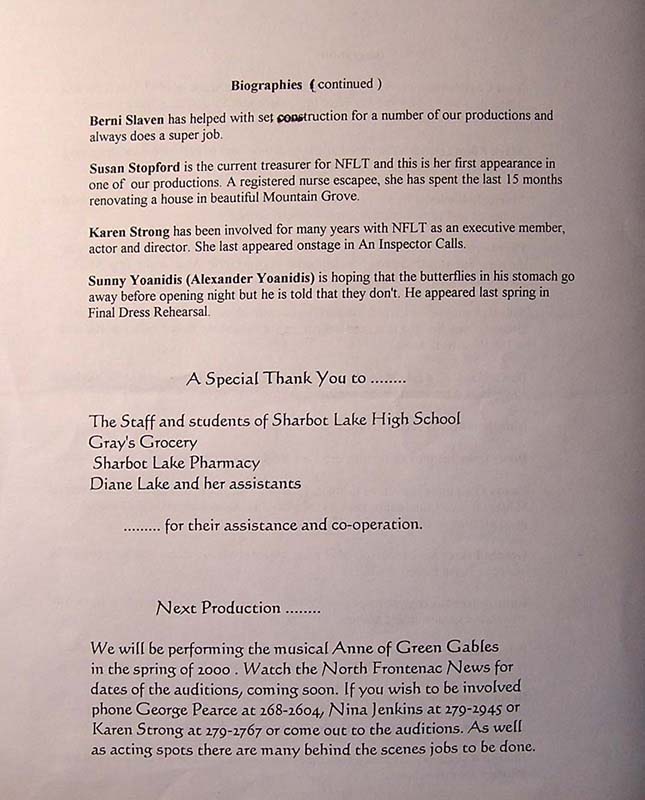 Biographies ( continued )
Berni Slaven has helped with set construction for a number of our productions and
always does a super job.
Susan Stopford is the current treasurer for NFLT and this is her first appearance in
one of our productions. A registered nurse escapee, she has spent the last 15 months
renovating a house in beautiful Mountain Grove.
Karen Strong has been involved for many years with NFLT as an executive member,
actor and director. She last appeared onstage in An Inspector Calls.
Sunny Yoanidis (Alexander Yoanidis) is hoping that the butterflies in his stomach go
away before opening night but he is told that they don't. He appeared last spring in
Final Dress Rehearsal.
A Special Thank You to ........
The Staff and students of Sharbot Lake High School
Gray's Grocery
Sharbot Lake Pharmacy
Diane Lake and her assistants
......... for their assistance and co-operation.
Next Production ........
We will be performing the musical Anne of Green Gables
in the spring of 2000 . Watch the North Frontenac News for
dates of the auditions, coming soon. If you wish to be involved
phone George Pearce at 268-2604, Nina Jenkins at 279-2945 or
Karen Strong at 279-2767 or come out to the auditions. As well
as acting spots there are many behind the scenes jobs to be done.